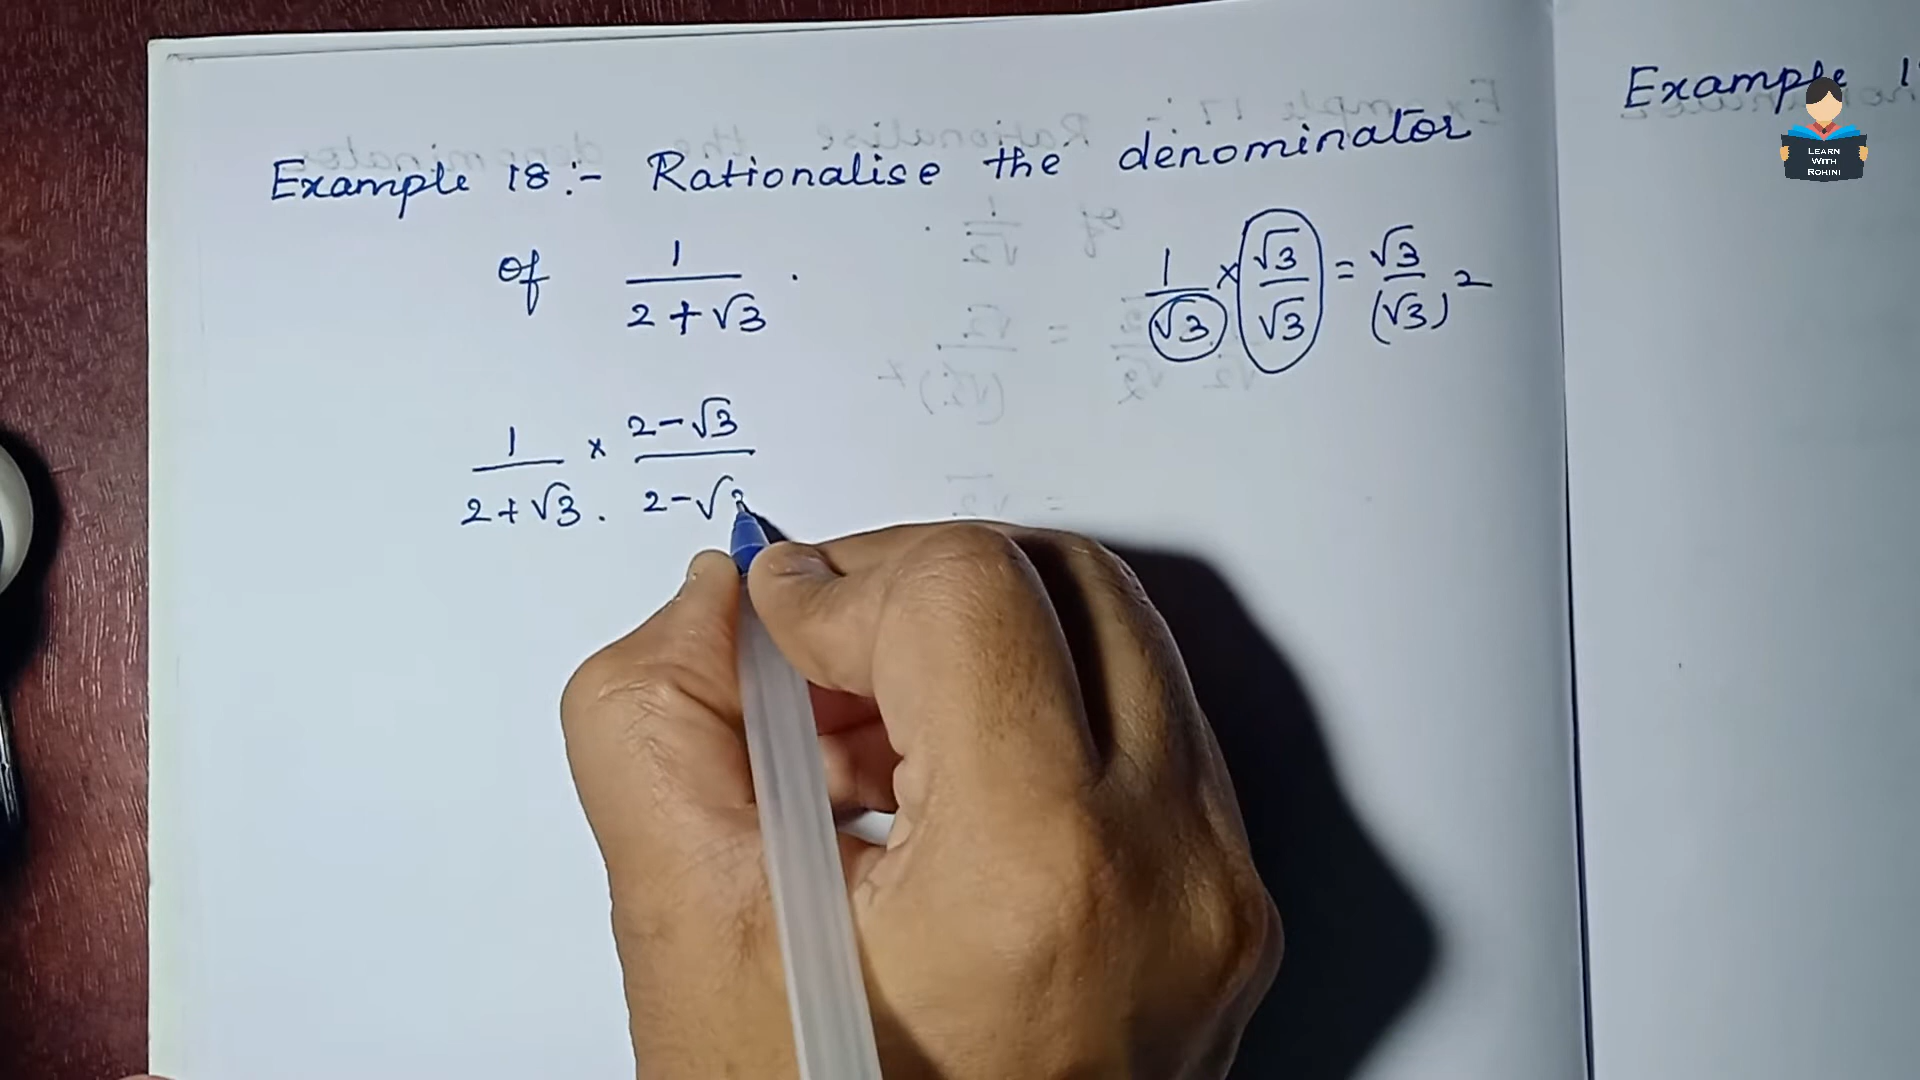 Example 18:- Rationalise the denominator
of 1/(2+√3) .
1/√3 × √3/√3 = √3/(√3)²
1/(2+√3) . × (2-√3)/(2-√3
Example 1
LEARN
WITH
ROHINI